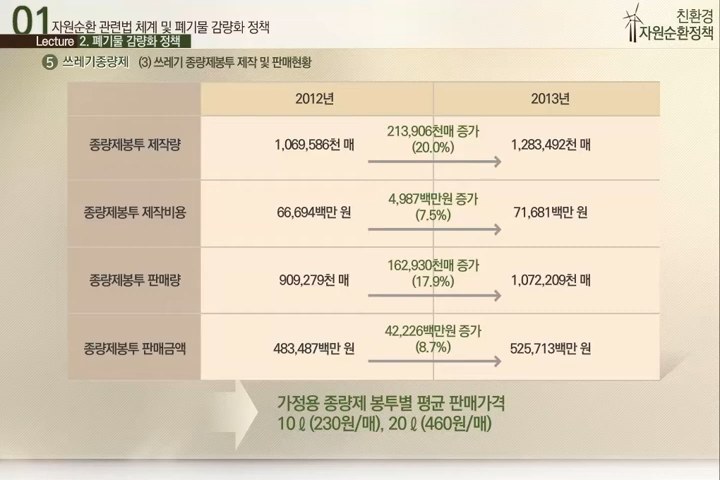 01 자원순환 관련법 체계 및 폐기물 감량화 정책
친환경
자원순환정책
Lecture 2. 폐기물 감량화 정책
5 쓰레기종량제 (3) 쓰레기 종량제봉투 제작 및 판매현황
2012년 2013년
종량제봉투 제작량 1,069,586천 매 213,906천매 증가 (20.0%) 1,283,492천 매
종량제봉투 제작비용 66,694백만 원 4,987백만원 증가 (7.5%) 71,681백만 원
종량제봉투 판매량 909,279천 매 162,930천매 증가 (17.9%) 1,072,209천 매
종량제봉투 판매금액 483,487백만 원 42,226백만원 증가 (8.7%) 525,713백만 원
가정용 종량제 봉투별 평균 판매가격
10ℓ(230원/매), 20ℓ(460원/매)